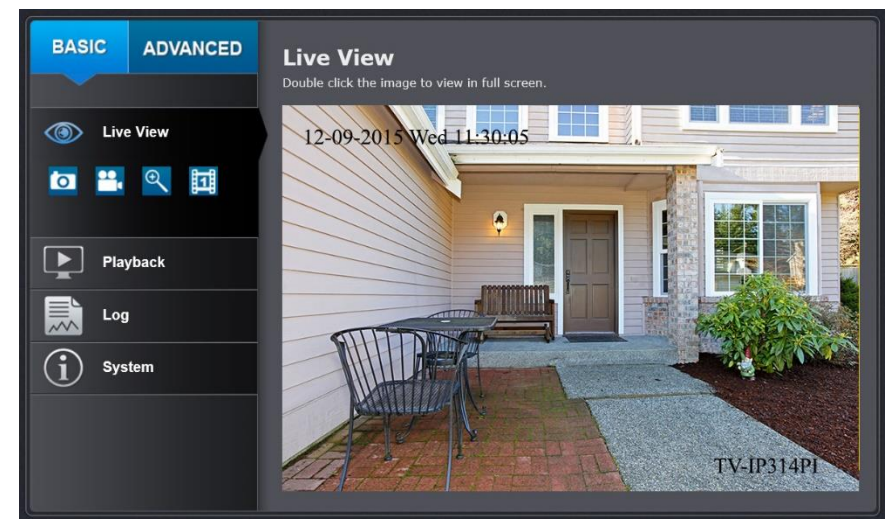 BASIC
ADVANCED
Live View
Double click the image to view in full screen.
Live View
1
Playback
Log
System
12-09-2015 Wed 11:30:05
TV-IP314PI